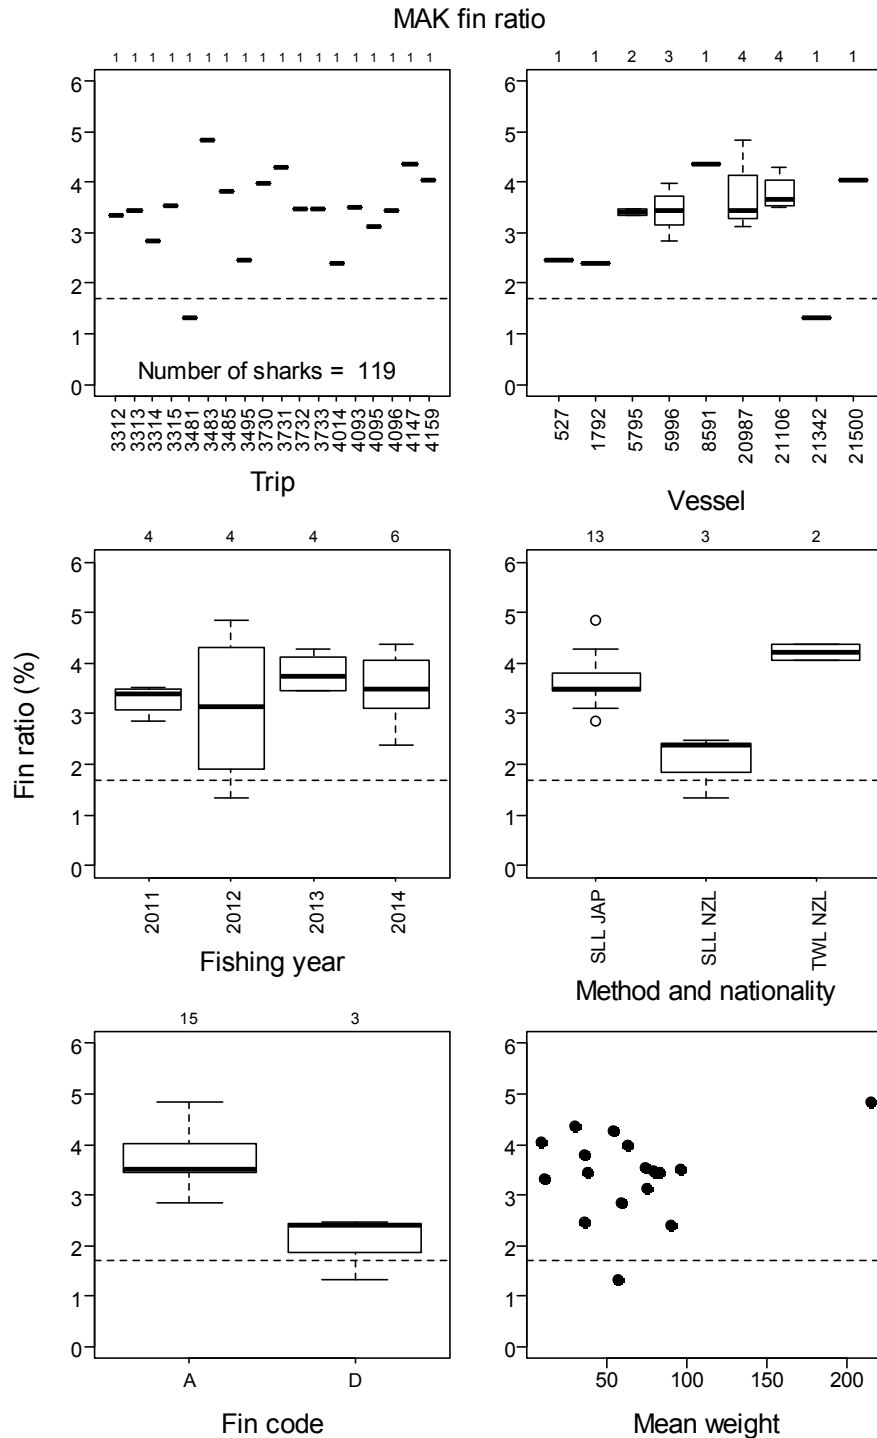 MAK fin ratio
1 1 1 1 1 1 1 1 1 1 1 1 1 1 1 1 1 1
6
5
4
3
2
1
0
Number of sharks = 119
3312 3313 3314 3315 3481 3483 3485 3495 3730 3731 3732 3733 4014 4093 4095 4096 4147 4159
Trip
1 1 2 3 1 4 4 1 1
6
5
4
3
2
1
0
527 1792 5795 5996 8591 20987 21106 21342 21500
Vessel
Fin ratio (%)
4 4 4 6
6
5
4
3
2
1
0
2011 2012 2013 2014
Fishing year
13 3 2
6
5
4
3
2
1
0
SLL JAP SLL NZL TWL NZL
Method and nationality
15 3
6
5
4
3
2
1
0
A D
Fin code
6
5
4
3
2
1
0
50 100 150 200
Mean weight